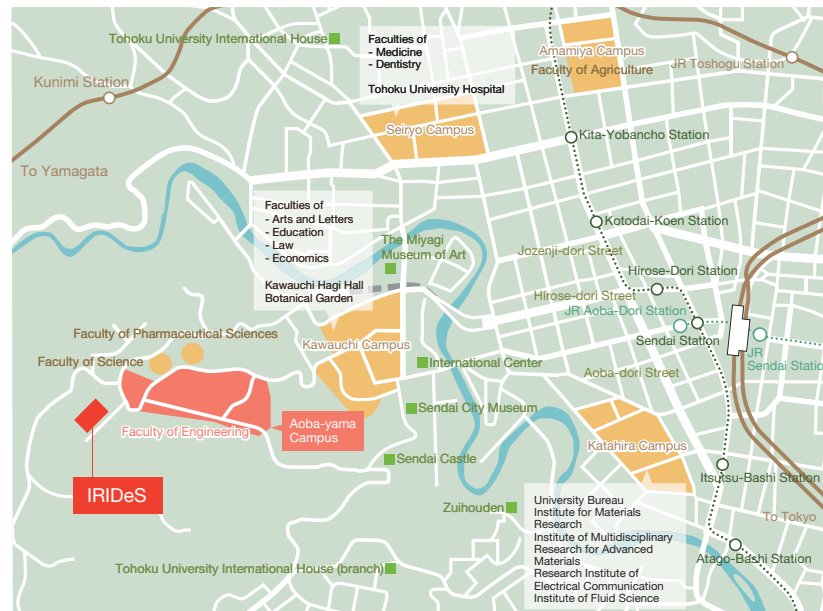 Tohoku University International House
Faculties of
- Medicine
- Dentistry
Tohoku University Hospital
Amamiya Campus
Faculty of Agriculture
JR Toshogu Station
Kunimi Station
Seiryo Campus
Kita-Yobancho Station
To Yamagata
Faculties of
- Arts and Letters
- Education
- Law
- Economics
Kawauchi Hagi Hall
Botanical Garden
The Miyagi
Museum of Art
Kotodai-Koen Station
Jozenji-dori Street
Hirose-Dori Station
Hirose-dori Street
JR Aoba-Dori Station
Sendai Station
JR
Sendai Statio
Faculty of Pharmaceutical Sciences
Faculty of Science
Kawauchi Campus
International Center
Aoba-dori Street
Sendai City Museum
Faculty of Engineering
Aoba-yama
Campus
Katahira Campus
Sendai Castle
Itsutsu-Bashi Station
IRIDeS
Zuihouden
University Bureau
Institute for Materials
Research
Institute of Multidisciplinary
Research for Advanced
Materials
Research Institute of
Electrical Communication
Institute of Fluid Science
To Tokyo
Atago-Bashi Station
Tohoku University International House (branch)